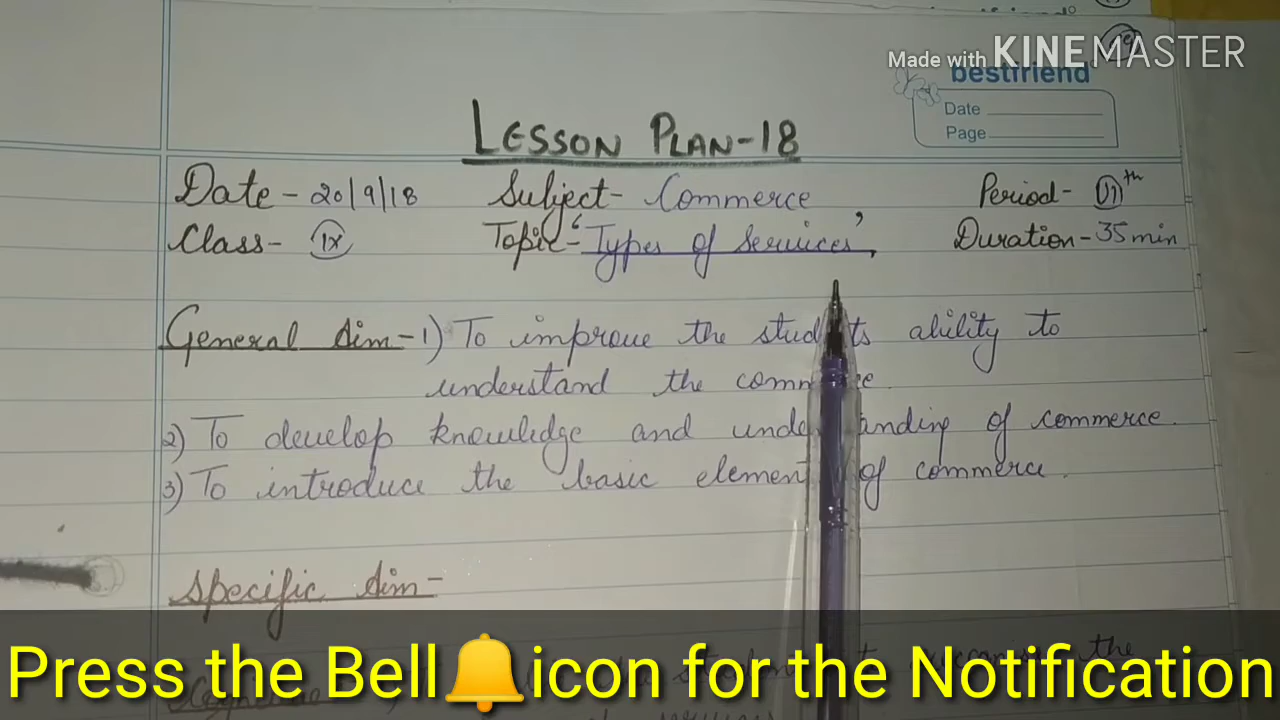 Made with KINEMASTER
bestfriend
Date
Page
LESSON PLAN-18
Date - 20/9/18 Subject- Commerce Period- VI th
Class- IX Topic- 'Types of Services' Duration - 35 min
General Aim - 1) To improve the students ability to
understand the commerce.
2) To develop knowledge and understanding of commerce.
3) To introduce the basic element of commerce.
Specific Aim -
Press the Bell🔔icon for the Notification
the